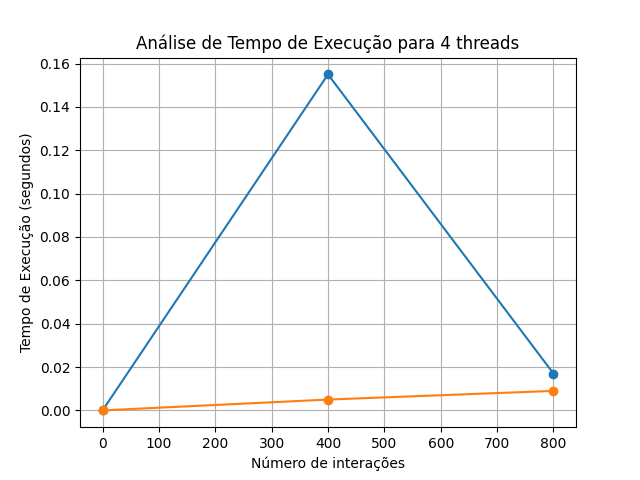 Análise de Tempo de Execução para 4 threads
0.16
0.14
0.12
0.10
0.08
0.06
0.04
0.02
0.00
Tempo de Execução (segundos)
0 100 200 300 400 500 600 700 800
Número de interações